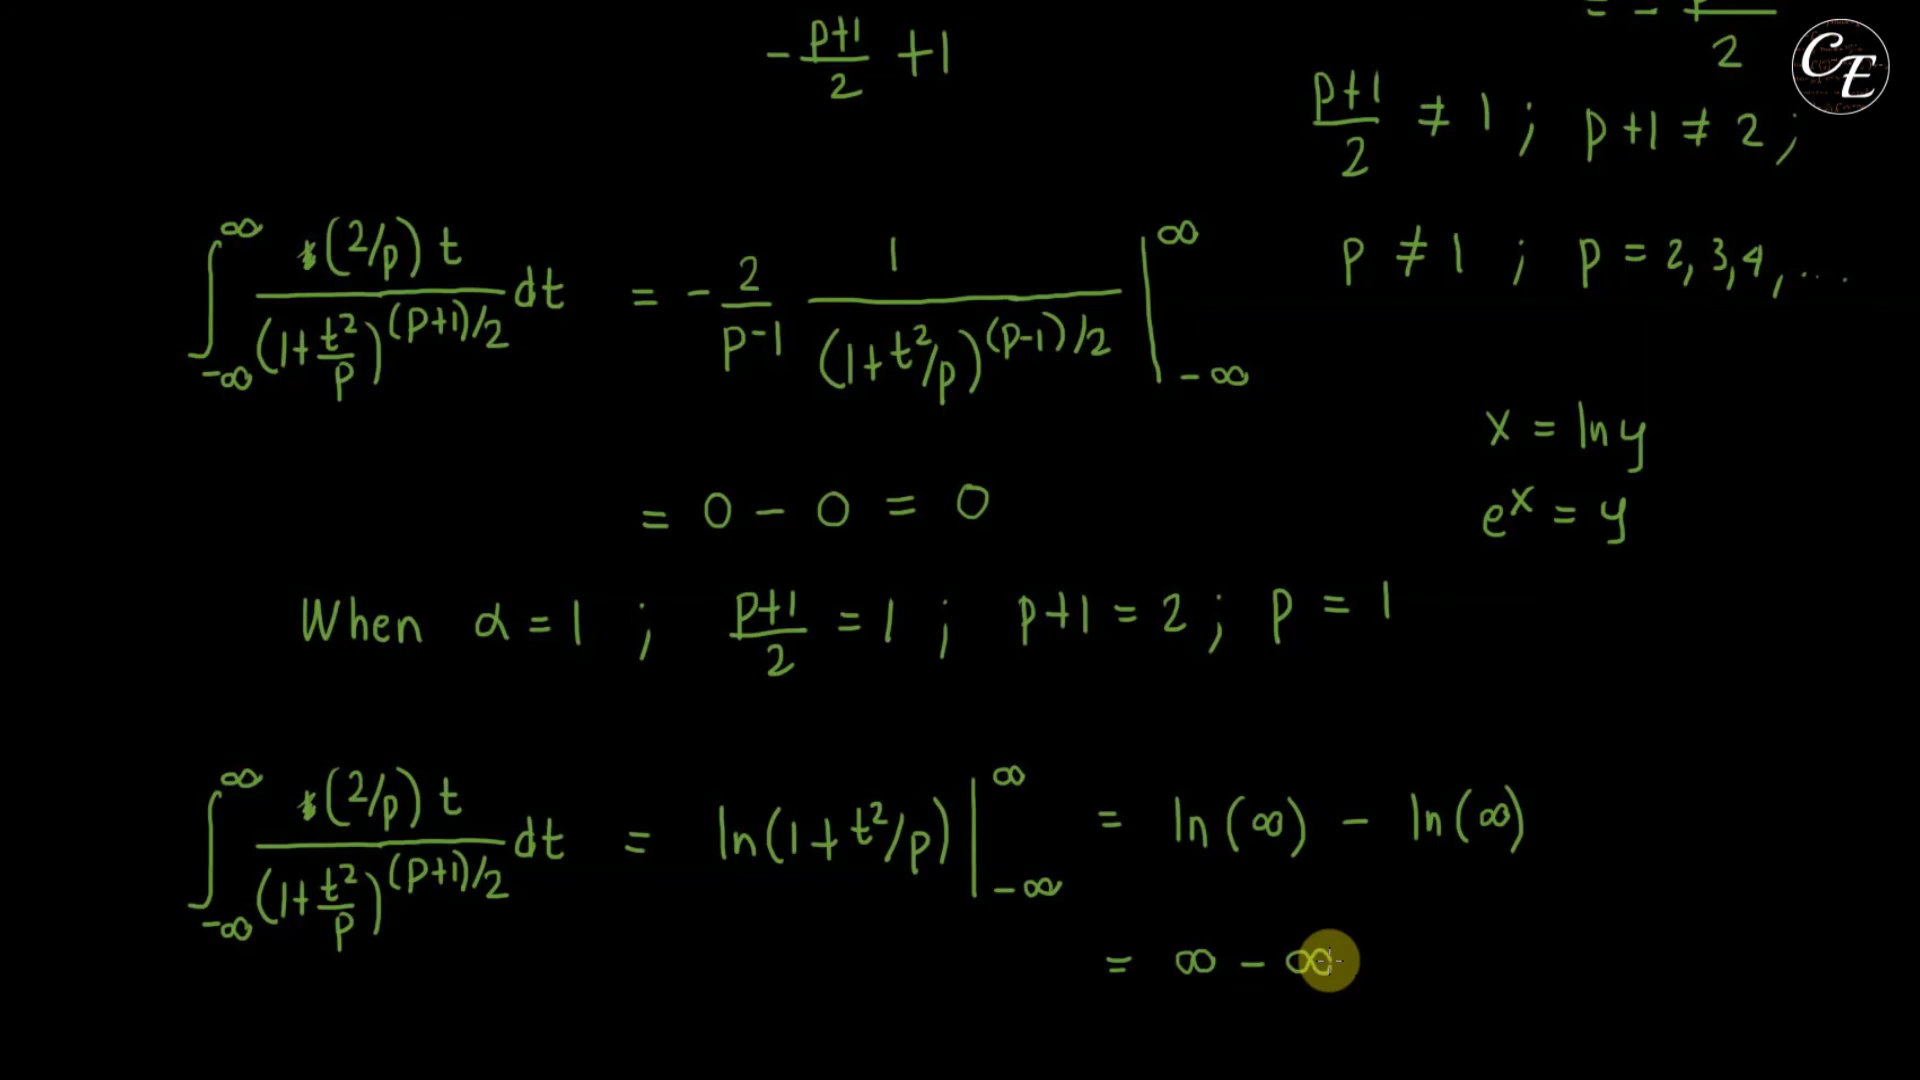 = - p
-(p+1)/2 + 1
2
CE
(p+1)/2 ≠ 1 ; p+1 ≠ 2 ;
∫_{-∞}^{∞} (2/p) t / (1+t²/p)^{(p+1)/2} dt = - 2/(p-1) 1/(1+t²/p)^{(p-1)/2} |_{-∞}^{∞}
p ≠ 1 ; p = 2, 3, 4, ...
x = ln y
= 0 - 0 = 0
e^x = y
When α = 1 ; (p+1)/2 = 1 ; p+1 = 2 ; p = 1
∫_{-∞}^{∞} (2/p) t / (1+t²/p)^{(p+1)/2} dt = ln(1+t²/p) |_{-∞}^{∞} = ln(∞) - ln(∞)
= ∞ - ∞